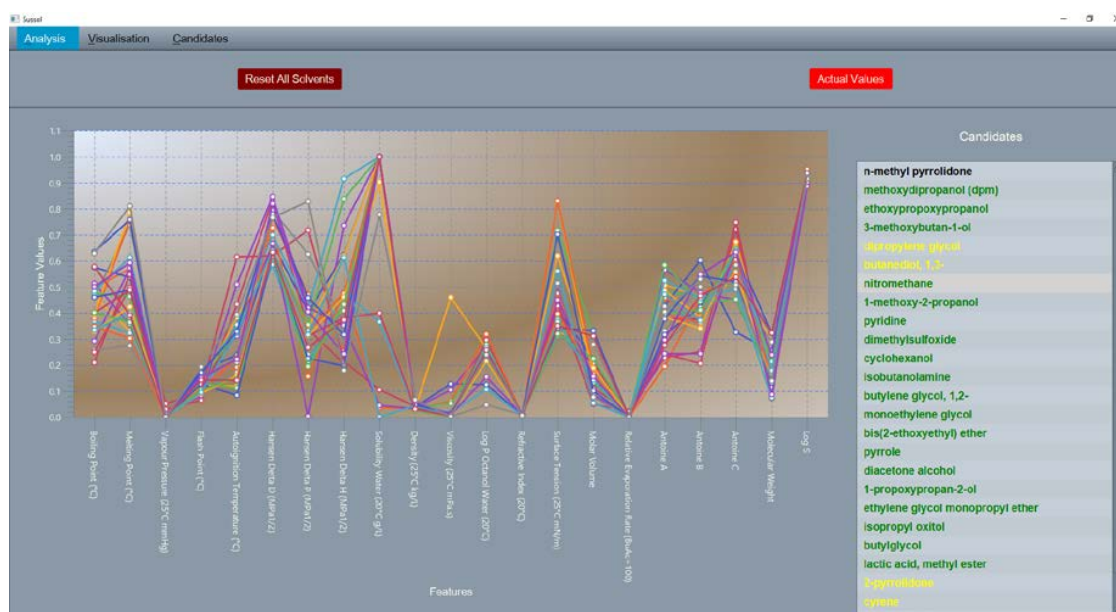 Sussol
Analysis Visualisation Candidates
Reset All Solvents
Actual Values
Candidates
1.1
1.0
0.9
0.8
0.7
0.6
0.5
0.4
0.3
0.2
0.1
0.0
Feature Values
Boiling Point (°C)
Melting Point (°C)
Vapour Pressure (25°C mmHg)
Flash Point (°C)
Autoignition Temperature (°C)
Hansen Delta D (MPa1/2)
Hansen Delta P (MPa1/2)
Hansen Delta H (MPa1/2)
Solubility Water (20°C g/L)
Density (25°C kg/L)
Viscosity (25°C mPa.s)
Log P Octanol Water (20°C)
Refractive Index (20°C)
Surface Tension (25°C mN/m)
Molar Volume
Relative Evaporation Rate (BuAc=100)
Antoine A
Antoine B
Antoine C
Molecular Weight
Log S
Features
n-methyl pyrrolidone
methoxydipropanol (dpm)
ethoxypropoxypropanol
3-methoxybutan-1-ol
dipropylene glycol
butanediol, 1,3-
nitromethane
1-methoxy-2-propanol
pyridine
dimethylsulfoxide
cyclohexanol
isobutanolamine
butylene glycol, 1,2-
monoethylene glycol
bis(2-ethoxyethyl) ether
pyrrole
diacetone alcohol
1-propoxypropan-2-ol
ethylene glycol monopropyl ether
isopropyl oxitol
butylglycol
lactic acid, methyl ester
2-pyrrolidone
cyrene